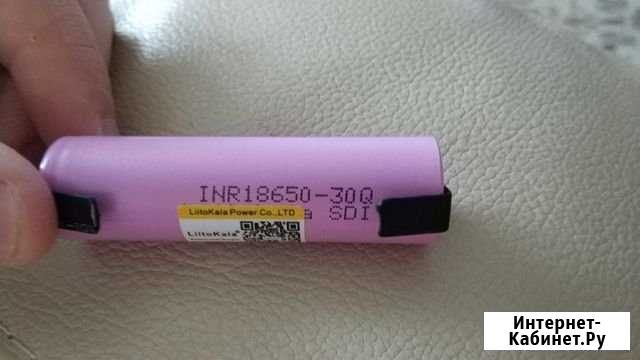 INR18650-30Q
SDI
LiitoKala Power Co.,LTD
LiitoKala
Интернет-
Кабинет.Ру